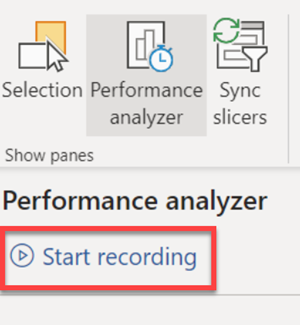 Selection Performance Sync
analyzer slicers
Show panes
Performance analyzer
Start recording